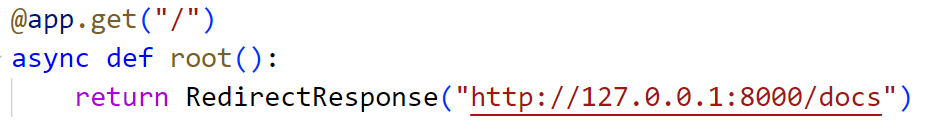 @app.get("/")
async def root():
    return RedirectResponse("http://127.0.0.1:8000/docs")